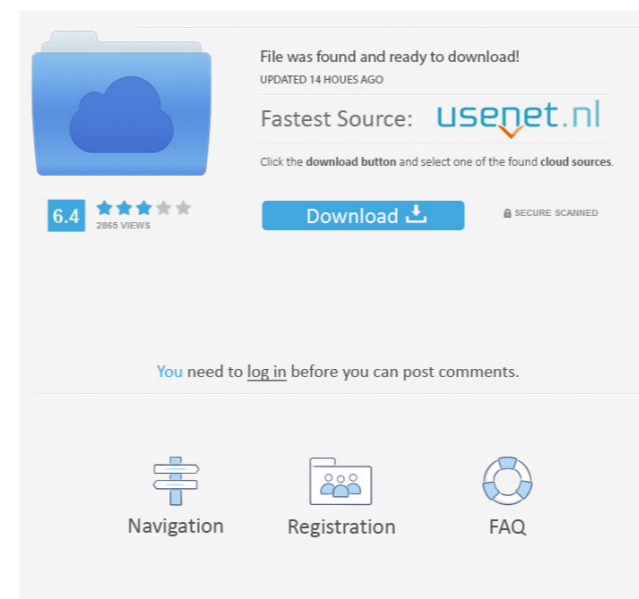 File was found and ready to download!
UPDATED 14 HOUES AGO
Fastest Source: usenet.nl
Click the download button and select one of the found cloud sources.
6.4
2865 VIEWS
Download
SECURE SCANNED
You need to log in before you can post comments.
Navigation
Registration
FAQ